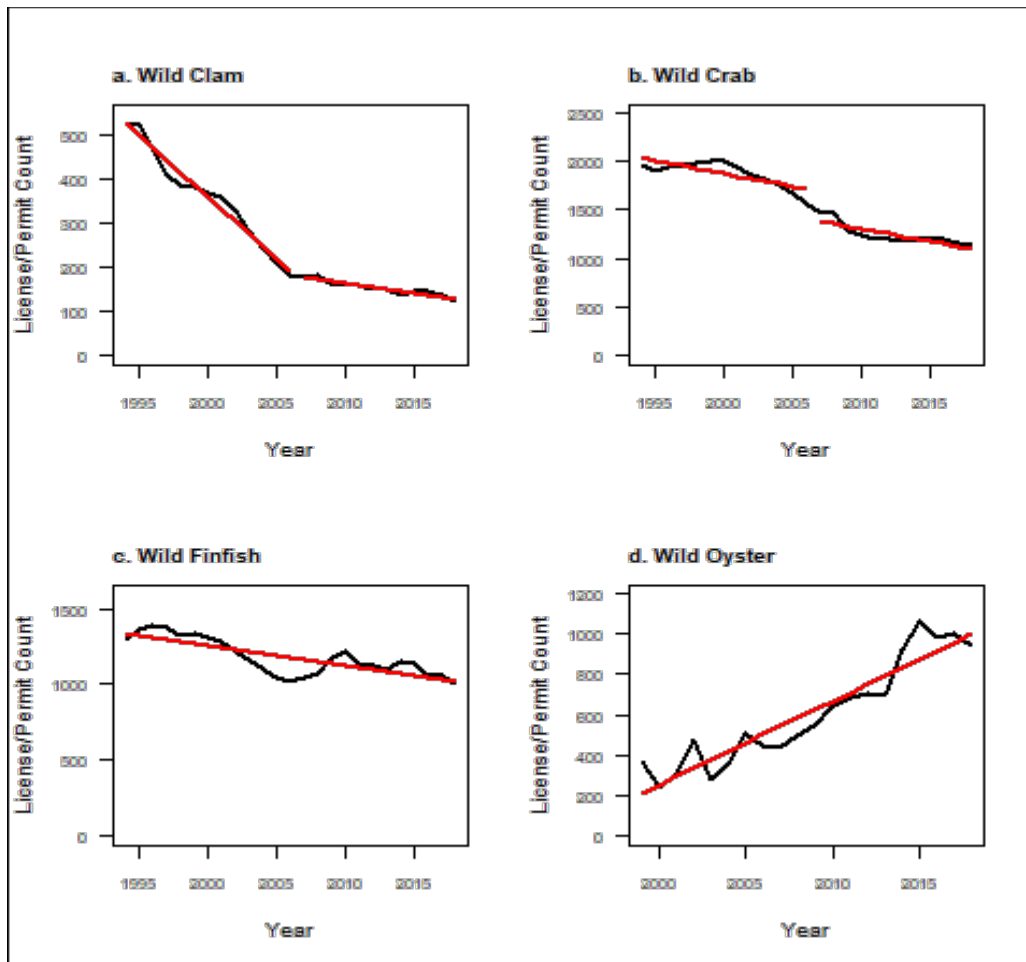 a. Wild Clam
License/Permit Count
500
400
300
200
100
0
1995 2000 2005 2010 2015
Year
b. Wild Crab
License/Permit Count
2500
2000
1500
1000
500
0
1995 2000 2005 2010 2015
Year
c. Wild Finfish
License/Permit Count
1500
1000
500
0
1995 2000 2005 2010 2015
Year
d. Wild Oyster
License/Permit Count
1200
1000
800
600
400
200
0
2000 2005 2010 2015
Year